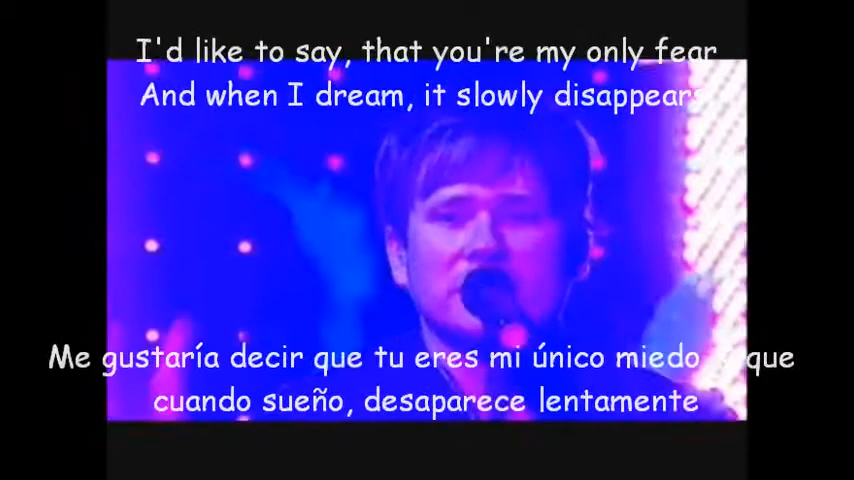 I'd like to say, that you're my only fear
And when I dream, it slowly disappears
Me gustaría decir que tu eres mi único miedo y que
cuando sueño, desaparece lentamente